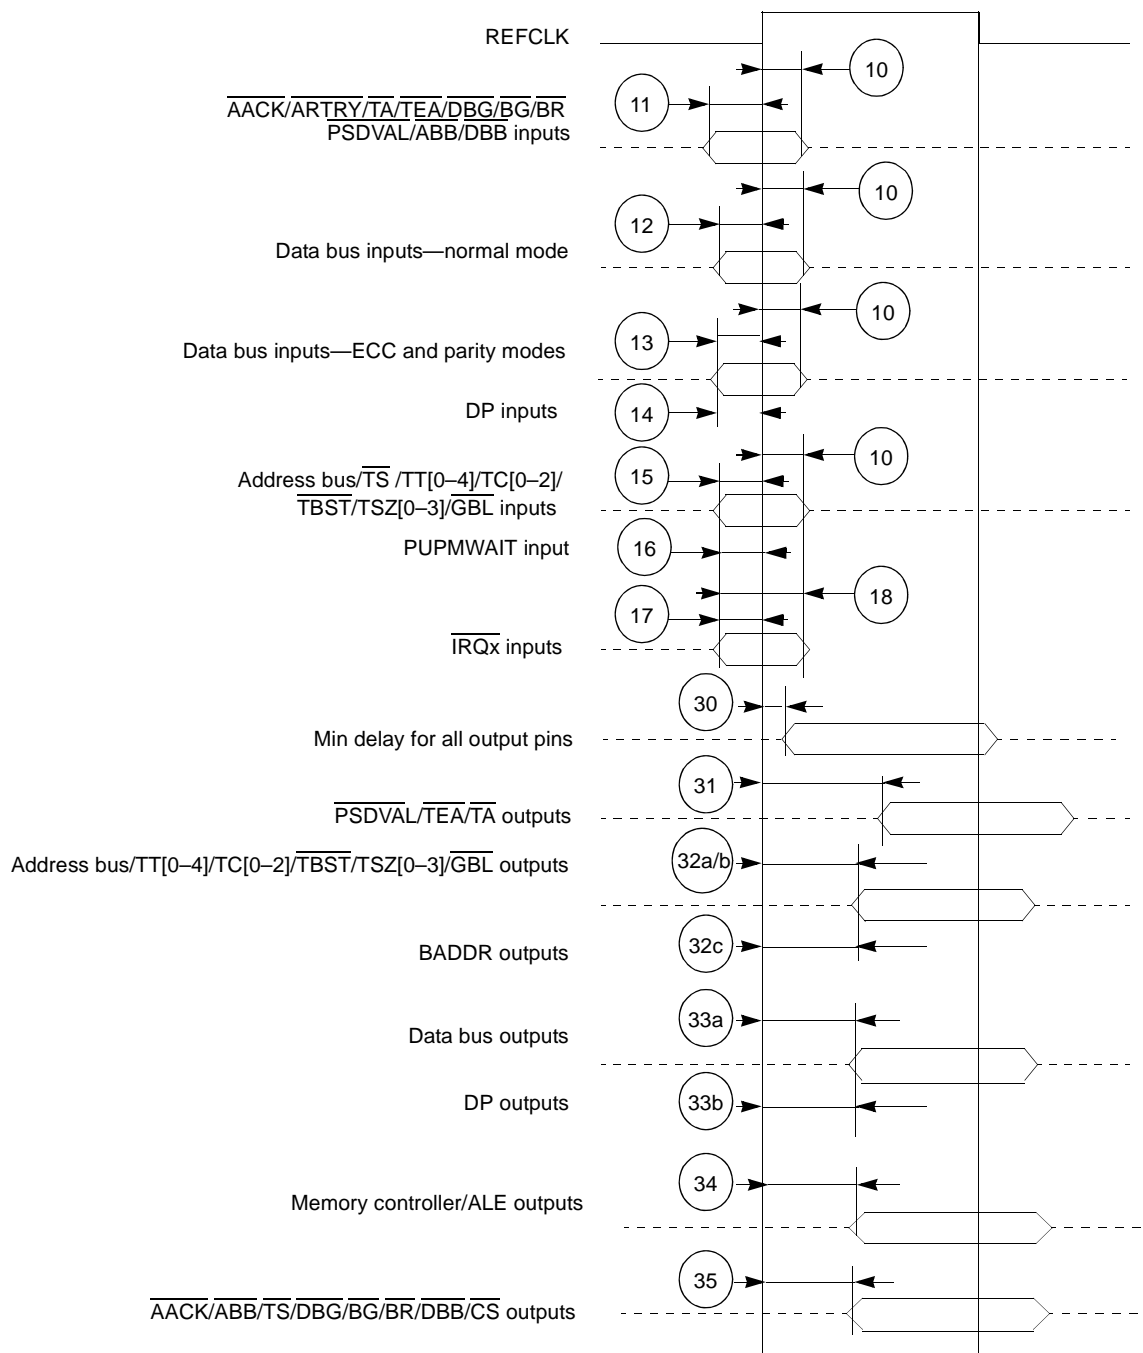 REFCLK
10
11
AACK/ARTRY/TA/TEA/DBG/BG/BR
PSDVAL/ABB/DBB inputs
10
12
Data bus inputs—normal mode
10
13
Data bus inputs—ECC and parity modes
DP inputs
14
10
15
Address bus/TS /TT[0–4]/TC[0–2]/
TBST/TSZ[0–3]/GBL inputs
PUPMWAIT input
16
18
17
IRQx inputs
30
Min delay for all output pins
31
PSDVAL/TEA/TA outputs
Address bus/TT[0–4]/TC[0–2]/TBST/TSZ[0–3]/GBL outputs
32a/b
BADDR outputs
32c
33a
Data bus outputs
DP outputs
33b
34
Memory controller/ALE outputs
35
AACK/ABB/TS/DBG/BG/BR/DBB/CS outputs